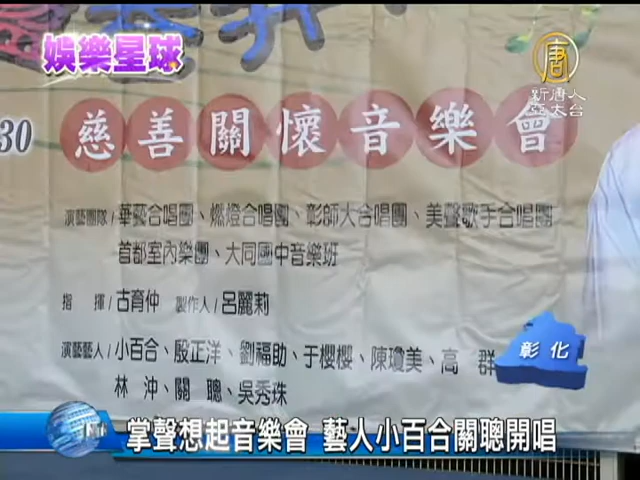 娛樂星球
新唐人
亞太台
30
慈善關懷音樂會
演藝團隊/華藝合唱團、燃燈合唱團、彰師大合唱團、美聲歌手合唱團
首都室內樂團、大同國中音樂班
指 揮/古育仲 製作人/呂麗莉
演藝藝人/小百合、殷正洋、劉福助、于櫻櫻、陳瓊美、高 群
林 沖、關 聰、吳秀珠
彰化
掌聲想起音樂會 藝人小百合關聰開唱